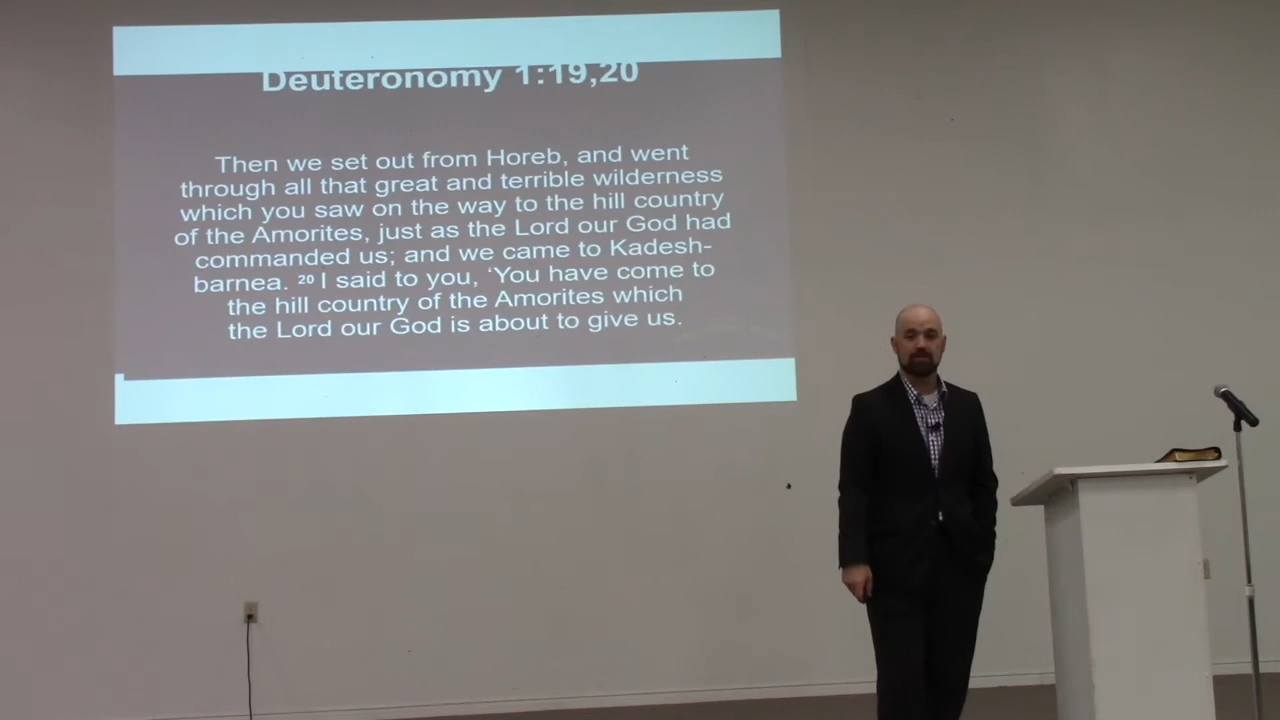 Deuteronomy 1:19,20
Then we set out from Horeb, and went
through all that great and terrible wilderness
which you saw on the way to the hill country
of the Amorites, just as the Lord our God had
commanded us; and we came to Kadesh-
barnea. 20 I said to you, ‘You have come to
the hill country of the Amorites which
the Lord our God is about to give us.